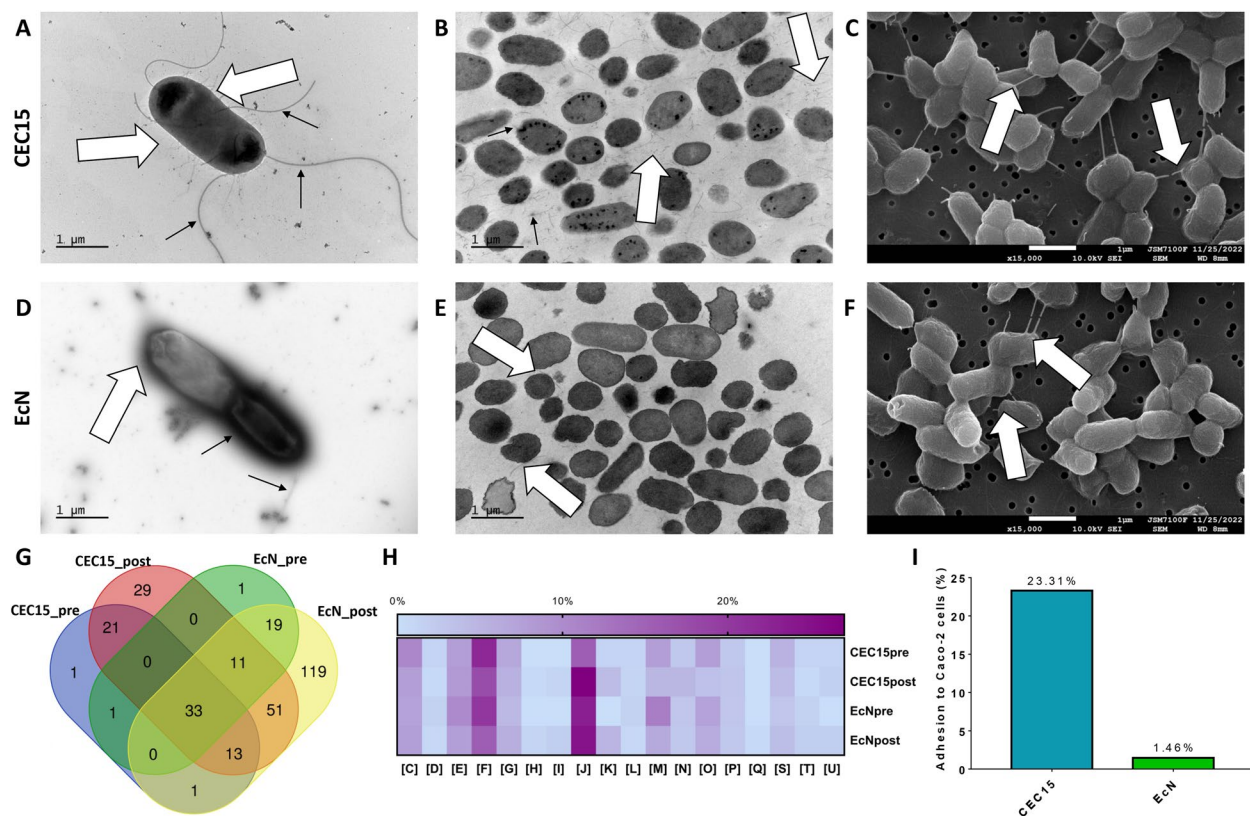 A
B
C
CEC15
1 µm
1 µm
1µm JSM7100F 11/25/2022
x15,000 10.0kV SEI SEM WD 8mm
D
E
F
EcN
1 µm
1 µm
1µm JSM7100F 11/25/2022
x15,000 10.0kV SEI SEM WD 8mm
G
CEC15_pre
CEC15_post
EcN_pre
EcN_post
29
1
21
0
19
1
0
11
119
1
33
51
0
13
1
H
0% 10% 20%
CEC15pre
CEC15post
EcNpre
EcNpost
[C] [D] [E] [F] [G] [H] [I] [J] [K] [L] [M] [N] [O] [P] [Q] [S] [T] [U]
I
Adhesion to Caco-2 cells (%)
25
20
15
10
5
0
23.31%
1.46%
CEC15
EcN